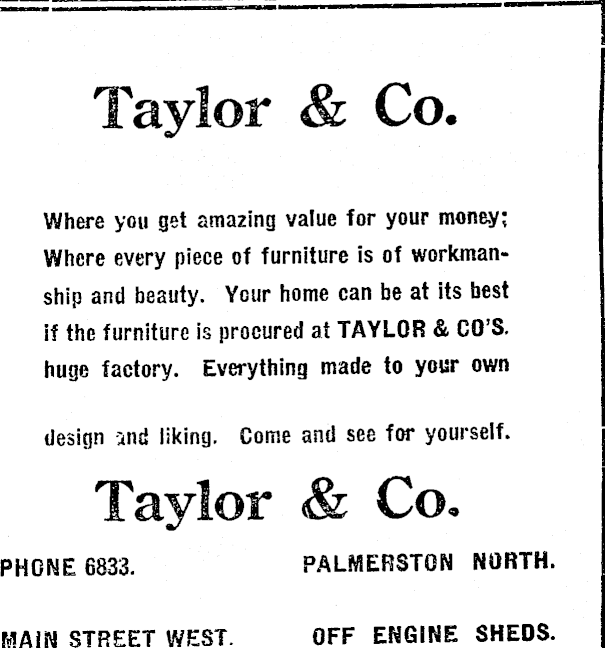 Taylor & Co.
Where you get amazing value for your money;
Where every piece of furniture is of workman-
ship and beauty. Your home can be at its best
if the furniture is procured at TAYLOR & CO'S.
huge factory. Everything made to your own
design and liking. Come and see for yourself.
Taylor & Co.
PHONE 6833. PALMERSTON NORTH.
MAIN STREET WEST. OFF ENGINE SHEDS.